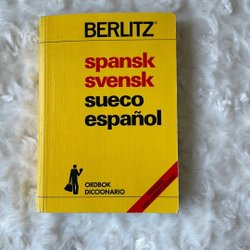 BERLITZ®
spansk
svensk
sueco
español
ORDBOK
DICCIONARIO